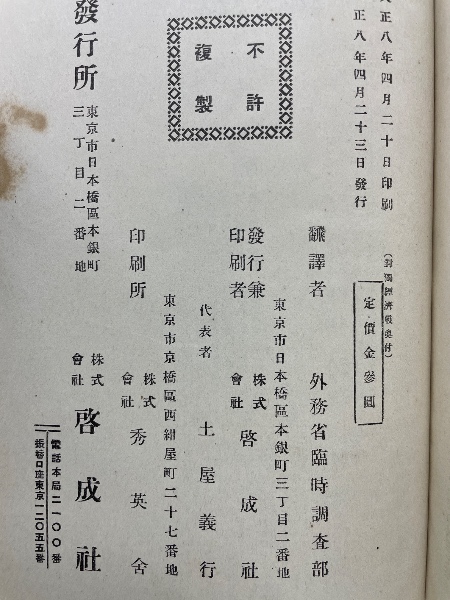 正八年四月二十日印刷
正八年四月二十三日發行
(對獨經濟戰奥付)
定價金參圓
不許
複製
飜譯者 外務省臨時調査部
東京市日本橋區本銀町三丁目二番地
發行兼印刷者 株式會社 啓成社
代表者 土屋義行
東京市京橋區西紺屋町二十七番地
印刷所 株式會社 秀英舍
發行所
東京市日本橋區本銀町
三丁目二番地
株式會社 啓成社
電話本局二一〇〇番
振替口座東京一二〇五五番